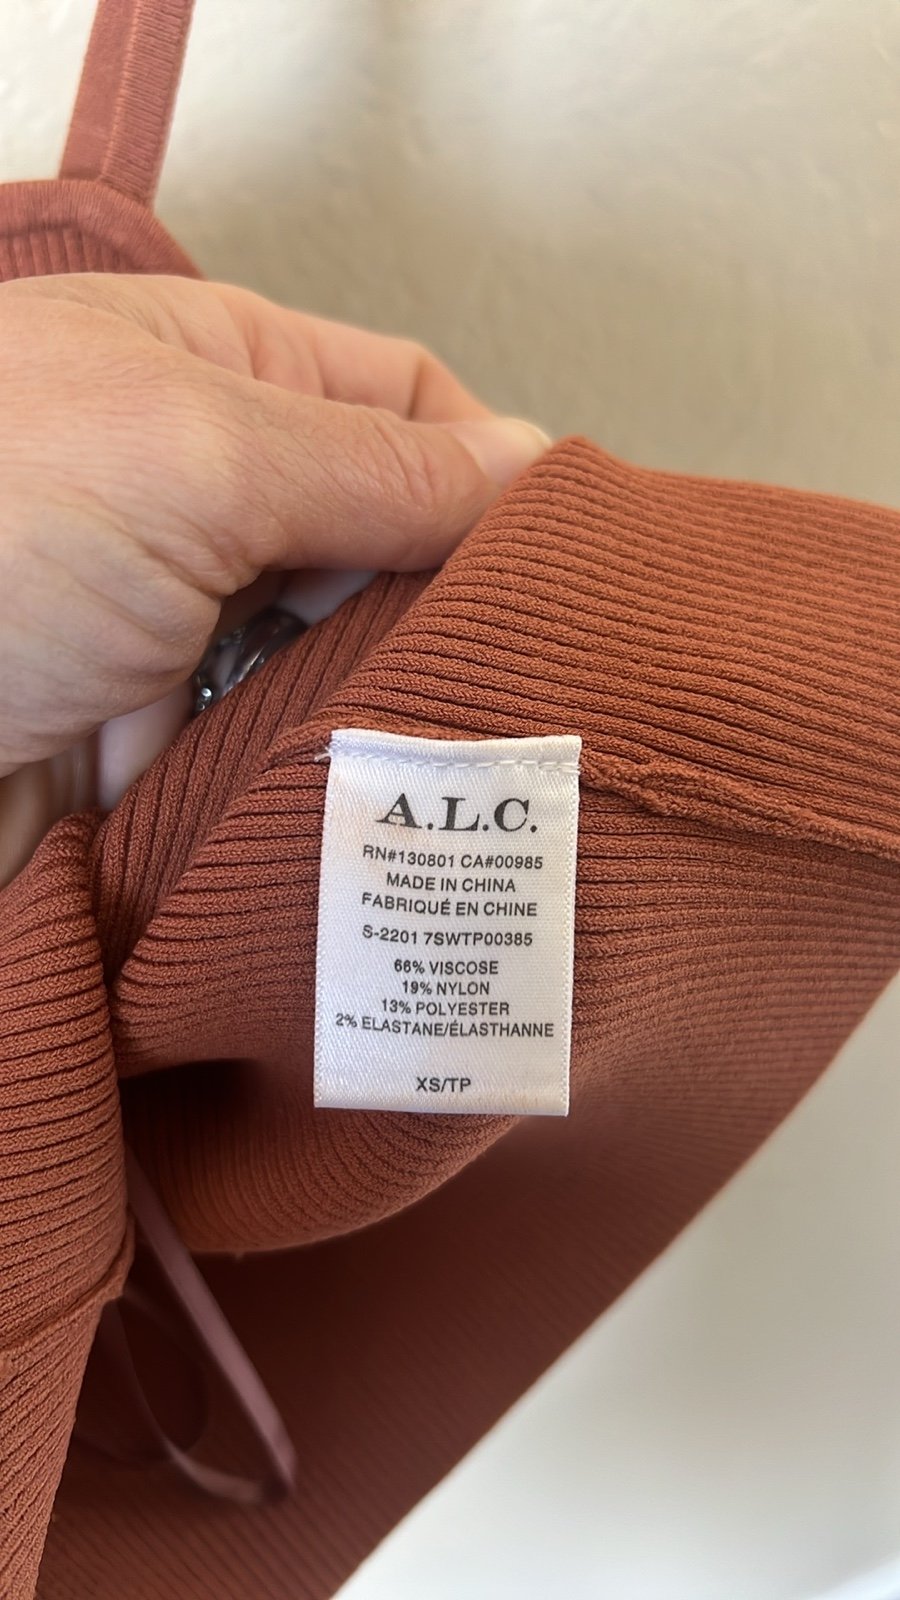 A.L.C.
RN#130801 CA#00985
MADE IN CHINA
FABRIQUÉ EN CHINE
S-2201 7SWTP00385
66% VISCOSE
19% NYLON
13% POLYESTER
2% ELASTANE/ÉLASTHANNE
XS/TP